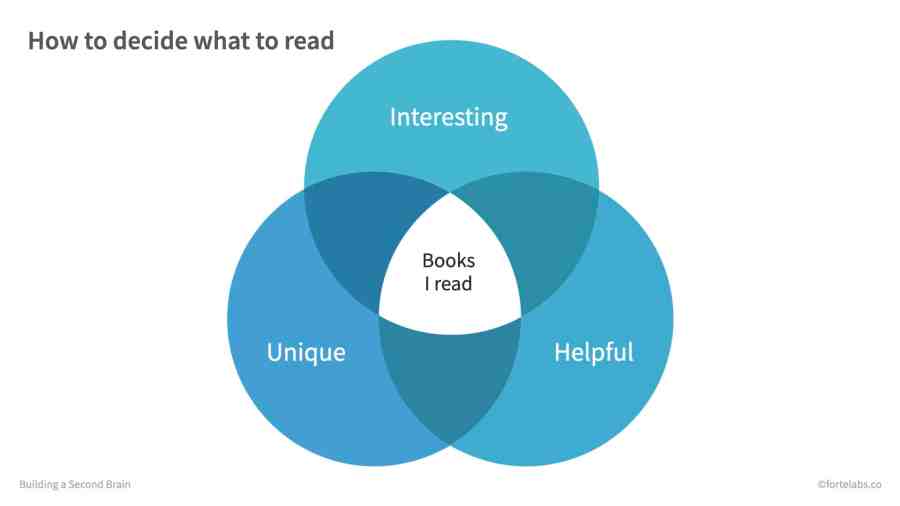 How to decide what to read
Interesting
Books
I read
Unique
Helpful
Building a Second Brain
©fortelabs.co